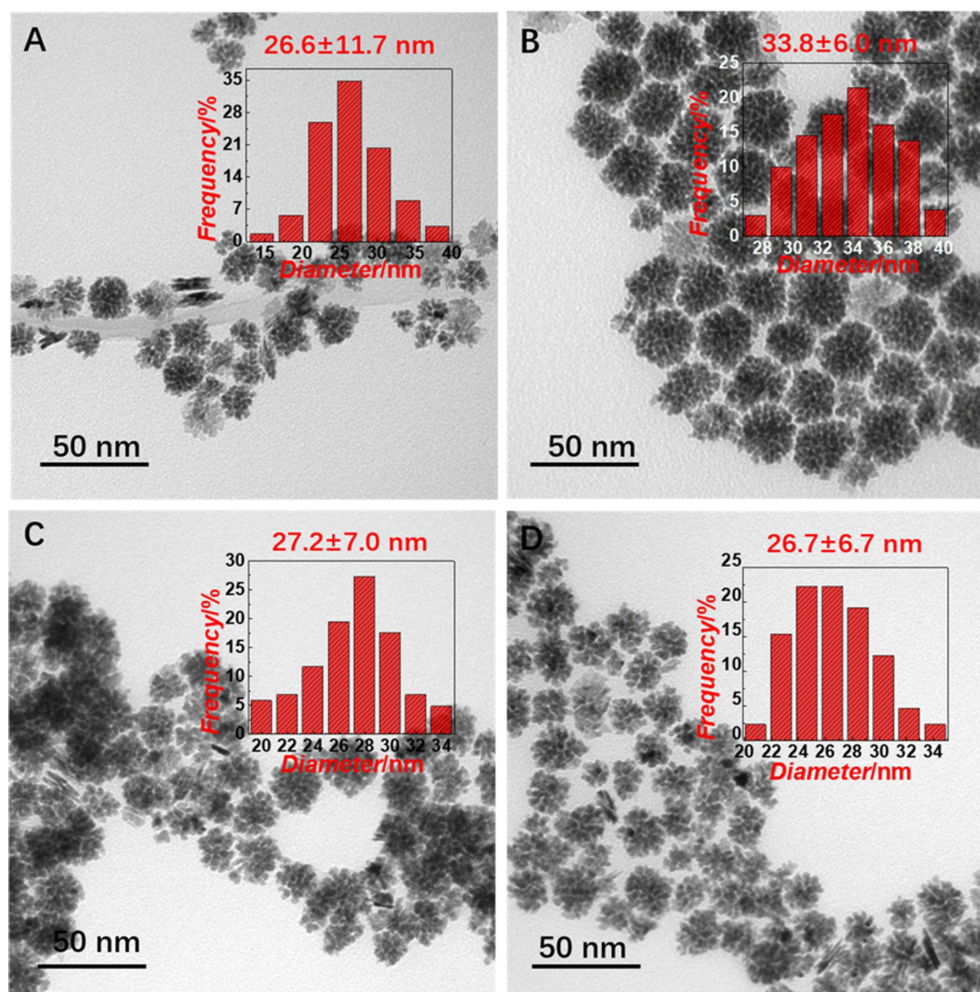 A
26.6±11.7 nm
35
28
21
14
7
0
Frequency/%
15 20 25 30 35 40
Diameter/nm
50 nm
B
33.8±6.0 nm
25
20
15
10
5
0
Frequency/%
28 30 32 34 36 38 40
Diameter/nm
50 nm
C
27.2±7.0 nm
30
25
20
15
10
5
0
Frequency/%
20 22 24 26 28 30 32 34
Diameter/nm
50 nm
D
26.7±6.7 nm
25
20
15
10
5
0
Frequency/%
20 22 24 26 28 30 32 34
Diameter/nm
50 nm